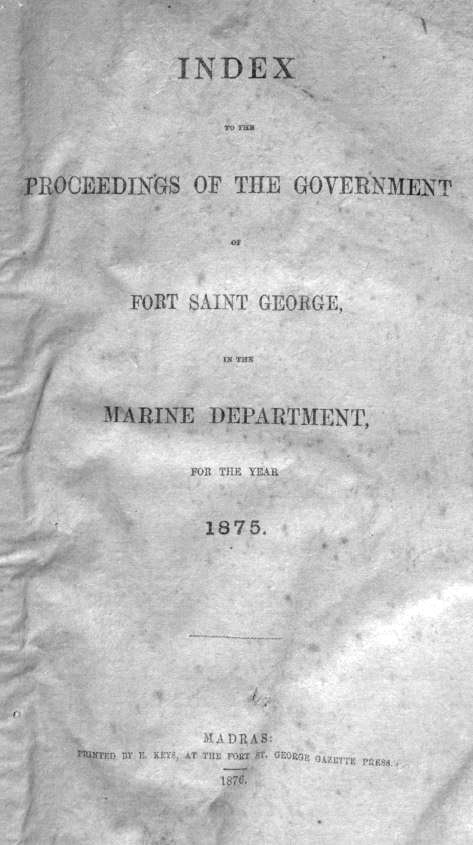 INDEX
TO THE
PROCEEDINGS OF THE GOVERNMENT
OF
FORT SAINT GEORGE,
IN THE
MARINE DEPARTMENT,
FOR THE YEAR
1875.
MADRAS:
PRINTED BY E. KEYS, AT THE FORT ST. GEORGE GAZETTE PRESS.
1876.